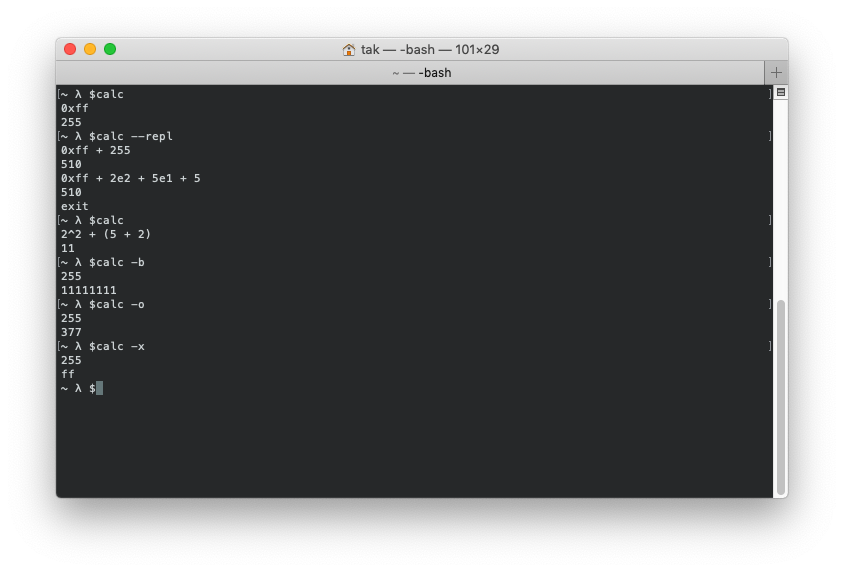 tak — -bash — 101×29
~ — -bash
[~ λ $calc ]
0xff
255
[~ λ $calc --repl ]
0xff + 255
510
0xff + 2e2 + 5e1 + 5
510
exit
[~ λ $calc ]
2^2 + (5 + 2)
11
[~ λ $calc -b ]
255
11111111
[~ λ $calc -o ]
255
377
[~ λ $calc -x ]
255
ff
~ λ $